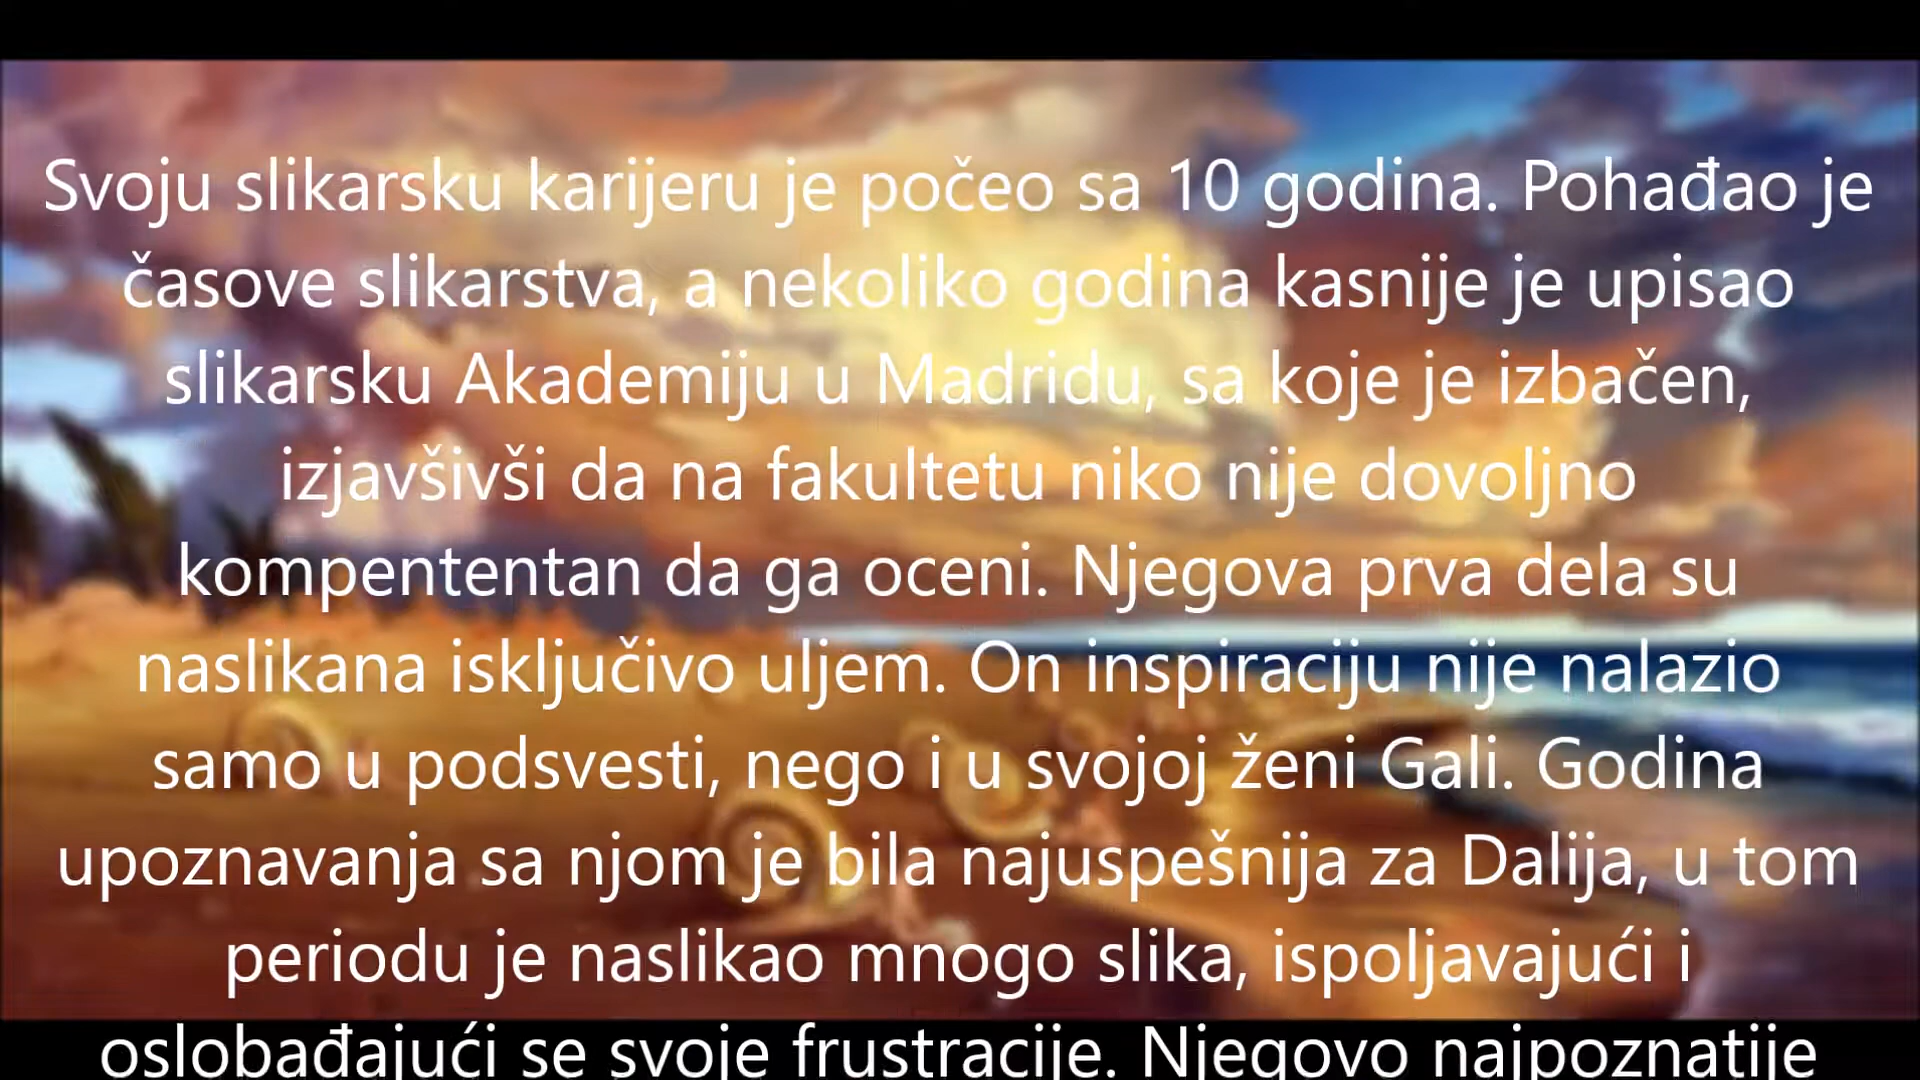 Svoju slikarsku karijeru je počeo sa 10 godina. Pohađao je
časove slikarstva, a nekoliko godina kasnije je upisao
slikarsku Akademiju u Madridu, sa koje je izbačen,
izjavšivši da na fakultetu niko nije dovoljno
kompententan da ga oceni. Njegova prva dela su
naslikana isključivo uljem. On inspiraciju nije nalazio
samo u podsvesti, nego i u svojoj ženi Gali. Godina
upoznavanja sa njom je bila najuspešnija za Dalija, u tom
periodu je naslikao mnogo slika, ispoljavajući i
oslobađajući se svoje frustracije. Njegovo najpoznatije